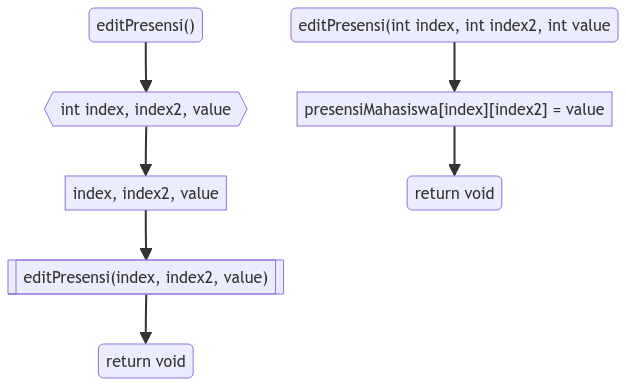 editPresensi()
int index, index2, value
index, index2, value
editPresensi(index, index2, value)
return void
editPresensi(int index, int index2, int value
presensiMahasiswa[index][index2] = value
return void